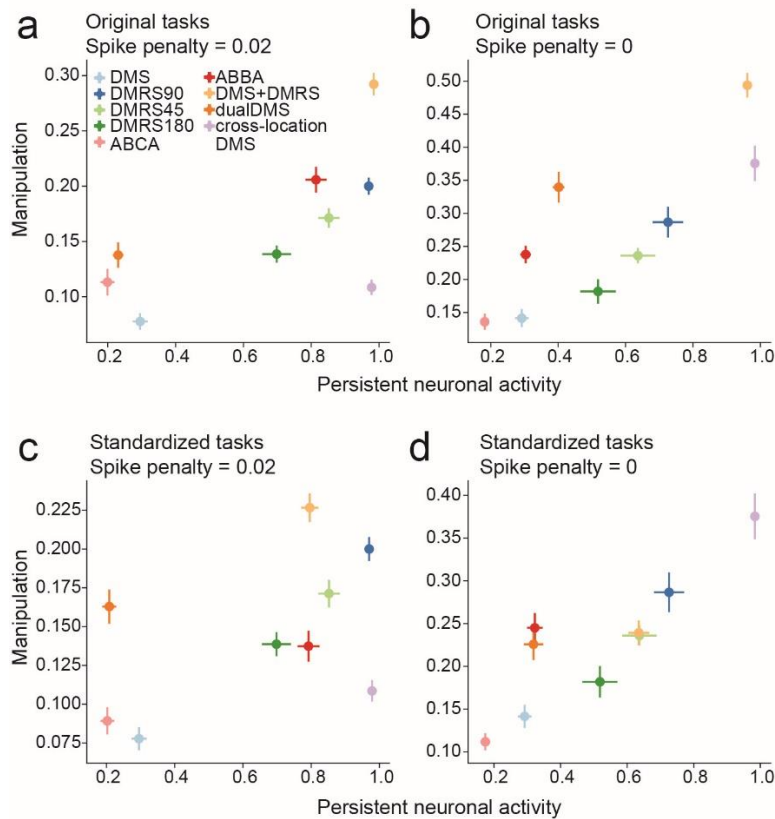 a
Original tasks
Spike penalty = 0.02
b
Original tasks
Spike penalty = 0
Manipulation
0.30
0.25
0.20
0.15
0.10
DMS
DMRS90
DMRS45
DMRS180
ABCA
ABBA
DMS+DMRS
dualDMS
cross-location
DMS
0.2 0.4 0.6 0.8 1.0
0.50
0.45
0.40
0.35
0.30
0.25
0.20
0.15
0.2 0.4 0.6 0.8 1.0
Persistent neuronal activity
c
Standardized tasks
Spike penalty = 0.02
d
Standardized tasks
Spike penalty = 0
Manipulation
0.225
0.200
0.175
0.150
0.125
0.100
0.075
0.2 0.4 0.6 0.8 1.0
0.40
0.35
0.30
0.25
0.20
0.15
0.10
0.2 0.4 0.6 0.8 1.0
Persistent neuronal activity